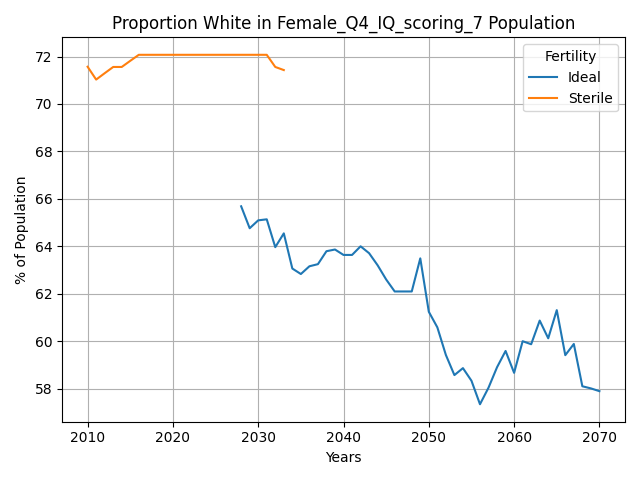 Proportion White in Female_Q4_IQ_scoring_7 Population
% of Population
72
70
68
66
64
62
60
58
Fertility
Ideal
Sterile
2010
2020
2030
2040
2050
2060
2070
Years